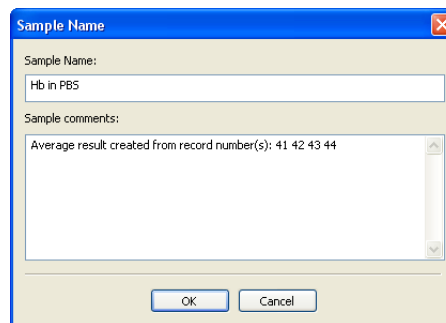 Sample Name
Sample Name:
Hb in PBS
Sample comments:
Average result created from record number(s): 41 42 43 44
OK
Cancel